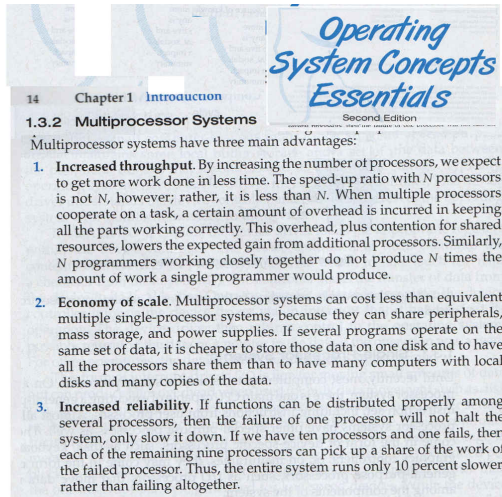 Operating
System Concepts
Essentials
Second Edition
14 Chapter 1 Introduction
1.3.2 Multiprocessor Systems
Multiprocessor systems have three main advantages:
1. Increased throughput. By increasing the number of processors, we expect
to get more work done in less time. The speed-up ratio with N processors
is not N, however; rather, it is less than N. When multiple processors
cooperate on a task, a certain amount of overhead is incurred in keeping
all the parts working correctly. This overhead, plus contention for shared
resources, lowers the expected gain from additional processors. Similarly,
N programmers working closely together do not produce N times the
amount of work a single programmer would produce.
2. Economy of scale. Multiprocessor systems can cost less than equivalent
multiple single-processor systems, because they can share peripherals,
mass storage, and power supplies. If several programs operate on the
same set of data, it is cheaper to store those data on one disk and to have
all the processors share them than to have many computers with local
disks and many copies of the data.
3. Increased reliability. If functions can be distributed properly among
several processors, then the failure of one processor will not halt the
system, only slow it down. If we have ten processors and one fails, then
each of the remaining nine processors can pick up a share of the work of
the failed processor. Thus, the entire system runs only 10 percent slower,
rather than failing altogether.